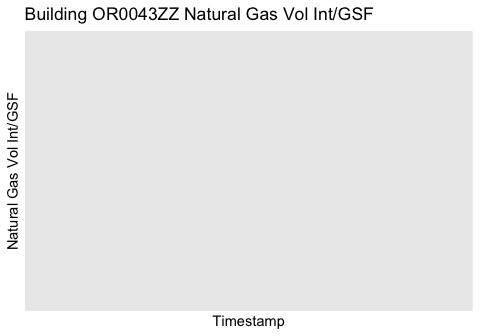 Building OR0043ZZ Natural Gas Vol Int/GSF
Natural Gas Vol Int/GSF
Timestamp